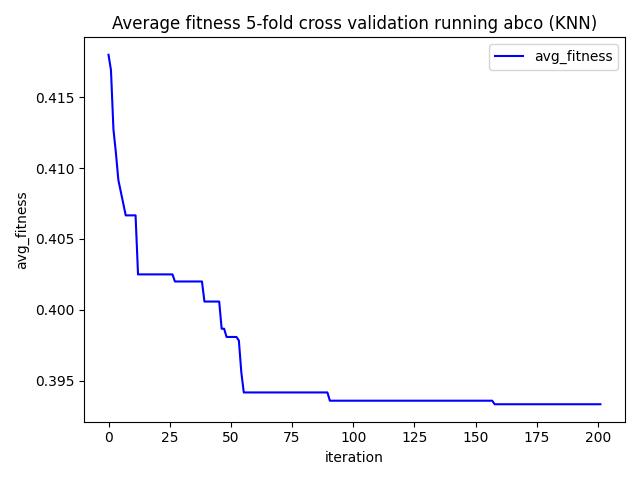 Average fitness 5-fold cross validation running abco (KNN)
avg_fitness
0.415
0.410
0.405
0.400
0.395
avg_fitness
0 25 50 75 100 125 150 175 200
iteration